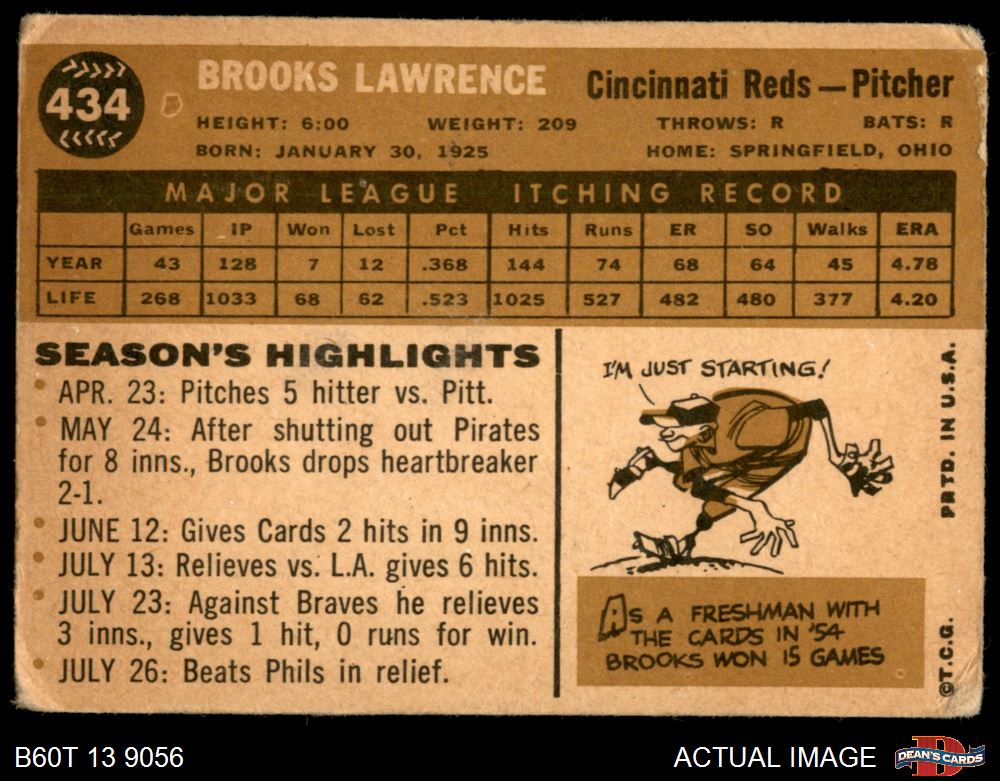 434
BROOKS LAWRENCE
Cincinnati Reds—Pitcher
HEIGHT: 6:00 WEIGHT: 209 THROWS: R BATS: R
BORN: JANUARY 30, 1925 HOME: SPRINGFIELD, OHIO
MAJOR LEAGUE ITCHING RECORD
Games IP Won Lost Pct Hits Runs ER SO Walks ERA
YEAR 43 128 7 12 .368 144 74 68 64 45 4.78
LIFE 268 1033 68 62 .523 1025 527 482 480 377 4.20
SEASON'S HIGHLIGHTS
• APR. 23: Pitches 5 hitter vs. Pitt.
• MAY 24: After shutting out Pirates
for 8 inns., Brooks drops heartbreaker
2-1.
• JUNE 12: Gives Cards 2 hits in 9 inns.
• JULY 13: Relieves vs. L.A. gives 6 hits.
• JULY 23: Against Braves he relieves
3 inns., gives 1 hit, 0 runs for win.
• JULY 26: Beats Phils in relief.
I'M JUST STARTING!
AS A FRESHMAN WITH
THE CARDS IN '54
BROOKS WON 15 GAMES
©T.C.G. PRTD. IN U.S.A.
B60T 13 9056
ACTUAL IMAGE
DEAN'S CARDS